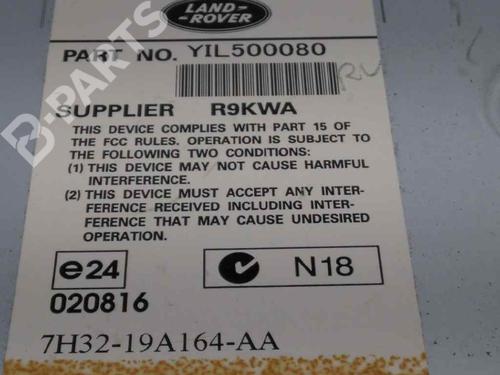 LAND-
ROVER
PART NO. YIL500080
B-PARTS
SUPPLIER R9KWA
THIS DEVICE COMPLIES WITH PART 15 OF
THE FCC RULES. OPERATION IS SUBJECT TO
THE FOLLOWING TWO CONDITIONS:
(1) THIS DEVICE MAY NOT CAUSE HARMFUL
INTERFERENCE.
(2) THIS DEVICE MUST ACCEPT ANY INTER-
FERENCE RECEIVED INCLUDING INTER-
FERENCE THAT MAY CAUSE UNDESIRED
OPERATION.
e24
N18
020816
7H32-19A164-AA